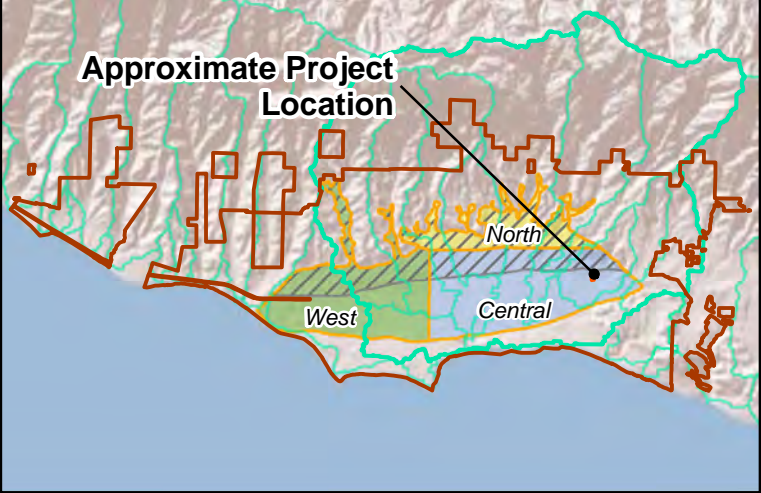 Approximate Project
Location
North
West
Central